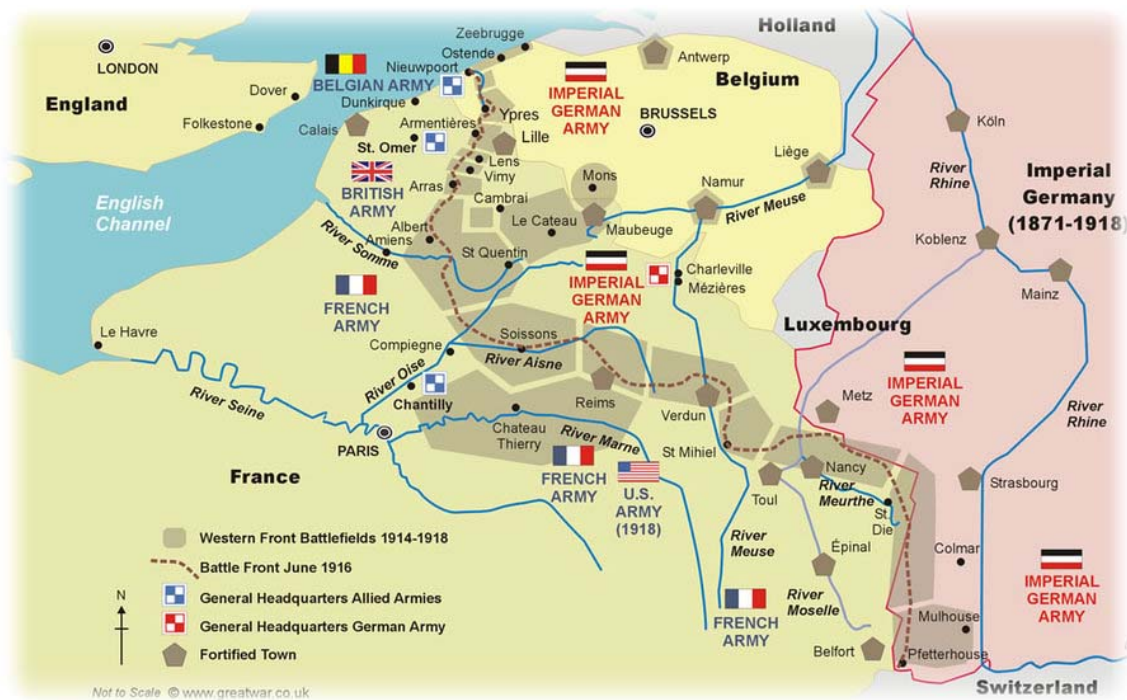 Holland
Zeebrugge
Ostende
LONDON
Nieuwpoort
Antwerp
BELGIAN ARMY
Belgium
England
Dover
Dunkirque
IMPERIAL
GERMAN
ARMY
Folkestone
Calais
Armentières
Ypres
BRUSSELS
Köln
St. Omer
Lille
Liège
River
Rhine
Imperial
Germany
(1871-1918)
BRITISH
ARMY
Lens
Vimy
Mons
Namur
Arras
River Meuse
English
Channel
Cambrai
Le Cateau
Maubeuge
Koblenz
River Somme
Albert
Amiens
St Quentin
Charleville
Mézières
Mainz
IMPERIAL
GERMAN
ARMY
FRENCH
ARMY
Le Havre
Soissons
Luxembourg
Compiegne
River Aisne
River Oise
IMPERIAL
GERMAN
ARMY
River Seine
Chantilly
Reims
Verdun
Metz
River
Rhine
Chateau
Thierry
River Marne
PARIS
St Mihiel
Nancy
France
FRENCH
ARMY
U.S.
ARMY
(1918)
Toul
River
Meurthe
Strasbourg
St.
Die
River
Meuse
Épinal
Colmar
Western Front Battlefields 1914-1918
Battle Front June 1916
N
General Headquarters Allied Armies
General Headquarters German Army
Fortified Town
River
Moselle
IMPERIAL
GERMAN
ARMY
FRENCH
ARMY
Mulhouse
Belfort
Pfetterhouse
Switzerland
Not to Scale © www.greatwar.co.uk